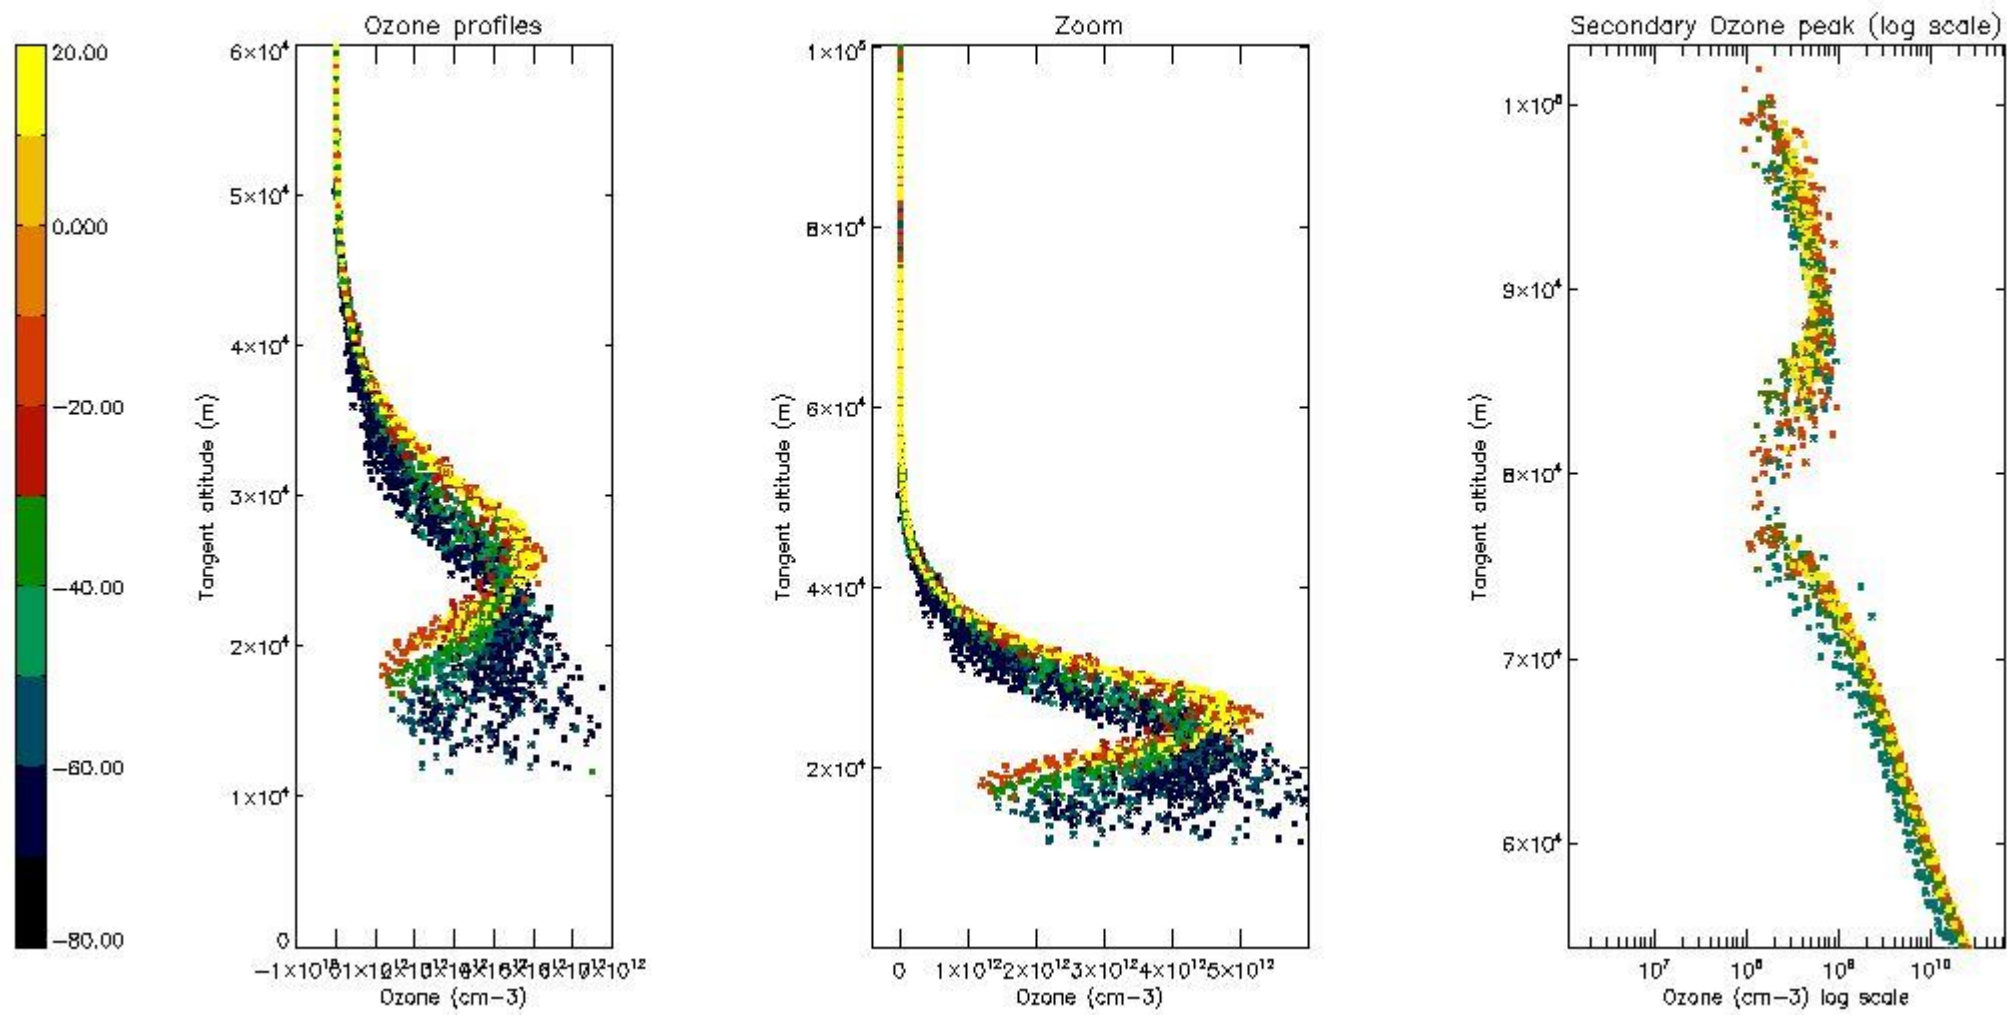 Ozone profiles
Zoom
Secondary Ozone peak (log scale)
20.00
0.000
−20.00
−40.00
−60.00
−80.00
6×10⁴
5×10⁴
4×10⁴
3×10⁴
2×10⁴
1×10⁴
0
Tangent altitude (m)
Ozone (cm−3)
1×10⁵
8×10⁴
6×10⁴
4×10⁴
2×10⁴
Tangent altitude (m)
0 1×10¹² 2×10¹² 3×10¹² 4×10¹² 5×10¹²
Ozone (cm−3)
9×10⁴
8×10⁴
7×10⁴
6×10⁴
Tangent altitude (m)
10⁷ 10⁸ 10⁹ 10¹⁰
Ozone (cm−3) log scale